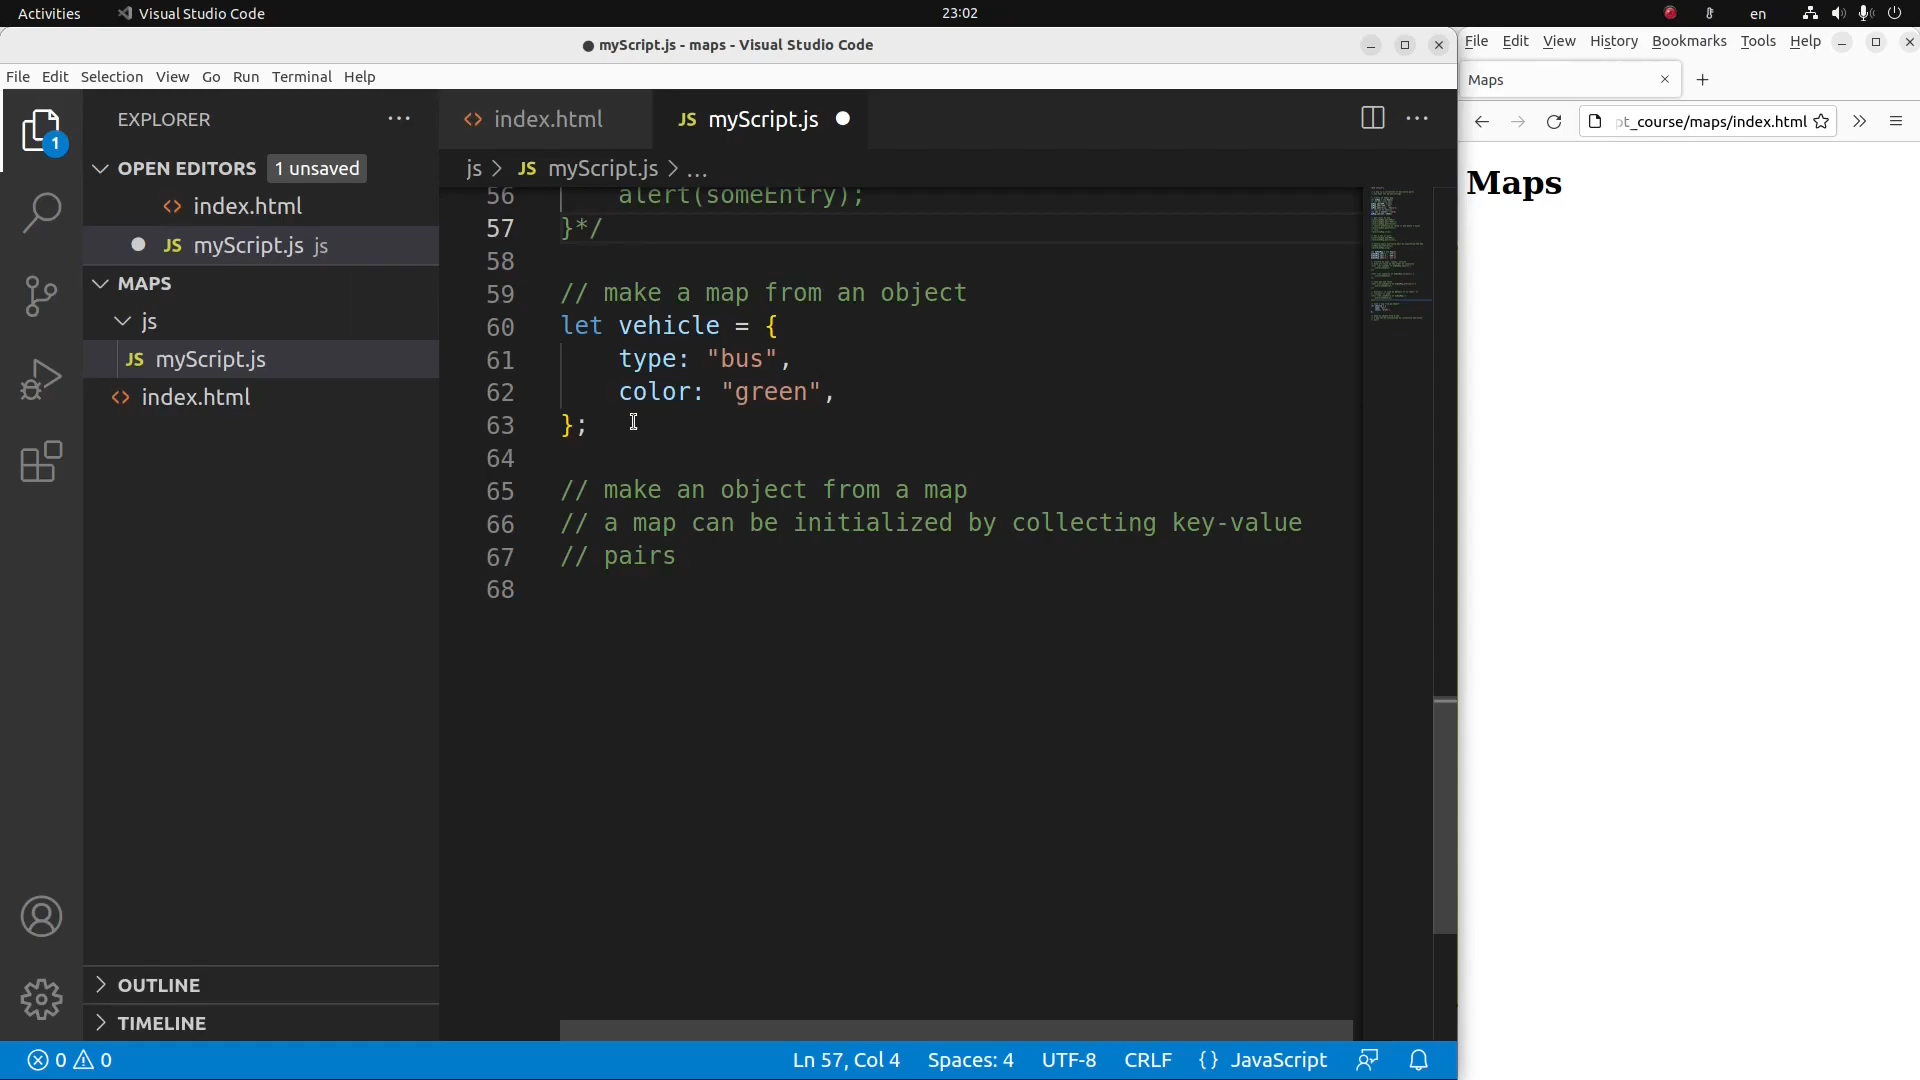 Activities Visual Studio Code 23:02 en
myScript.js - maps - Visual Studio Code
File Edit Selection View Go Run Terminal Help
EXPLORER
OPEN EDITORS 1 unsaved
index.html
myScript.js js
MAPS
js
JS myScript.js
index.html
OUTLINE
TIMELINE
index.html JS myScript.js
js > JS myScript.js > ...
56 alert(someEntry);
57 }*/
58
59 // make a map from an object
60 let vehicle = {
61 type: "bus",
62 color: "green",
63 };
64
65 // make an object from a map
66 // a map can be initialized by collecting key-value
67 // pairs
68
0 0 Ln 57, Col 4 Spaces: 4 UTF-8 CRLF {} JavaScript
File Edit View History Bookmarks Tools Help
Maps
pt_course/maps/index.html
Maps